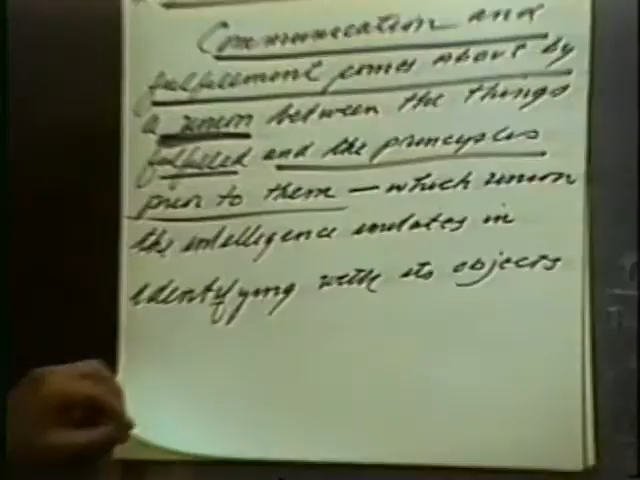 Communication and
fulfillment comes about by
a union between the things
fulfilled and the principles
prior to them — which union
the intelligence imitates in
identifying with its objects